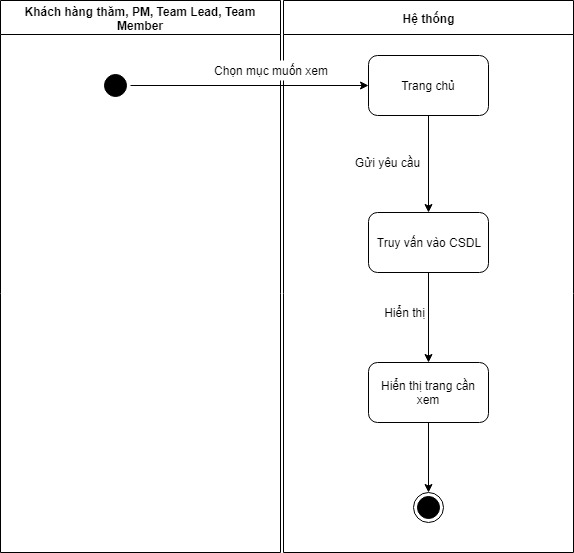 Khách hàng thăm, PM, Team Lead, Team
Member
Hệ thống
Chọn mục muốn xem
Trang chủ
Gửi yêu cầu
Truy vấn vào CSDL
Hiển thị
Hiển thị trang cần
xem